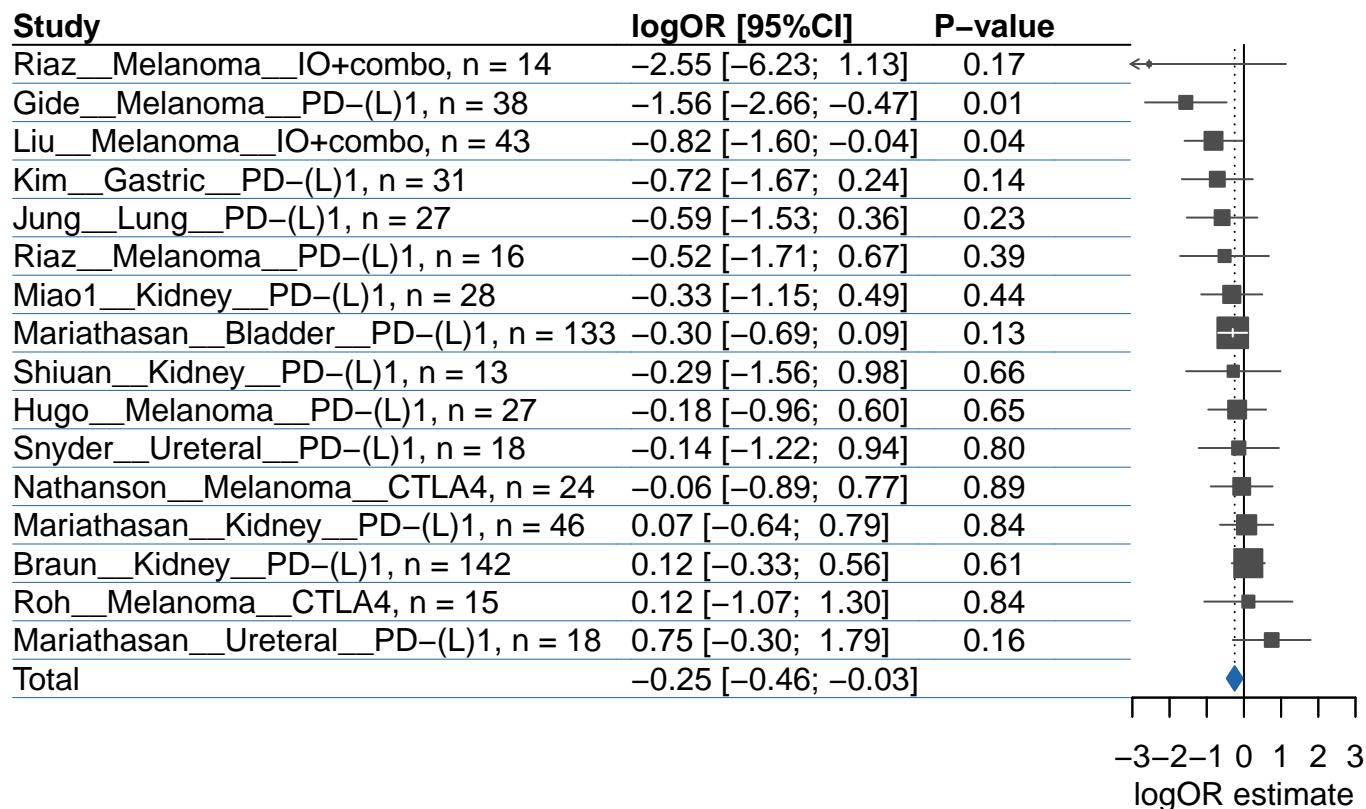 Study logOR [95%CI] P−value
Riaz__Melanoma__IO+combo, n = 14 −2.55 [−6.23; 1.13] 0.17
Gide__Melanoma__PD−(L)1, n = 38 −1.56 [−2.66; −0.47] 0.01
Liu__Melanoma__IO+combo, n = 43 −0.82 [−1.60; −0.04] 0.04
Kim__Gastric__PD−(L)1, n = 31 −0.72 [−1.67; 0.24] 0.14
Jung__Lung__PD−(L)1, n = 27 −0.59 [−1.53; 0.36] 0.23
Riaz__Melanoma__PD−(L)1, n = 16 −0.52 [−1.71; 0.67] 0.39
Miao1__Kidney__PD−(L)1, n = 28 −0.33 [−1.15; 0.49] 0.44
Mariathasan__Bladder__PD−(L)1, n = 133 −0.30 [−0.69; 0.09] 0.13
Shiuan__Kidney__PD−(L)1, n = 13 −0.29 [−1.56; 0.98] 0.66
Hugo__Melanoma__PD−(L)1, n = 27 −0.18 [−0.96; 0.60] 0.65
Snyder__Ureteral__PD−(L)1, n = 18 −0.14 [−1.22; 0.94] 0.80
Nathanson__Melanoma__CTLA4, n = 24 −0.06 [−0.89; 0.77] 0.89
Mariathasan__Kidney__PD−(L)1, n = 46 0.07 [−0.64; 0.79] 0.84
Braun__Kidney__PD−(L)1, n = 142 0.12 [−0.33; 0.56] 0.61
Roh__Melanoma__CTLA4, n = 15 0.12 [−1.07; 1.30] 0.84
Mariathasan__Ureteral__PD−(L)1, n = 18 0.75 [−0.30; 1.79] 0.16
Total −0.25 [−0.46; −0.03]
−3 −2 −1 0 1 2 3
logOR estimate